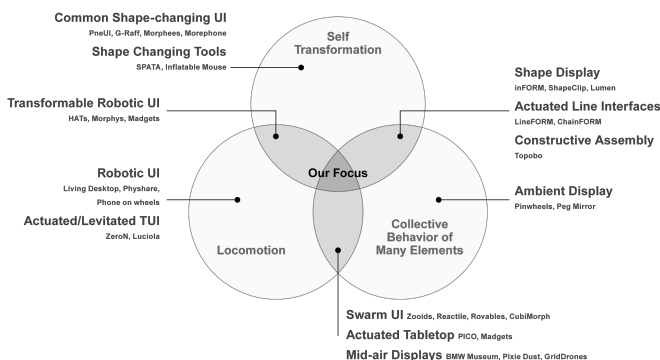 Common Shape-changing UI
PneUI, G-Raff, Morphees, Morephone
Shape Changing Tools
SPATA, Inflatable Mouse
Transformable Robotic UI
HATs, Morphys, Madgets
Robotic UI
Living Desktop, Physhare,
Phone on wheels
Actuated/Levitated TUI
ZeroN, Luciola
Self
Transformation
Our Focus
Locomotion
Collective
Behavior of
Many Elements
Shape Display
inFORM, ShapeClip, Lumen
Actuated Line Interfaces
LineFORM, ChainFORM
Constructive Assembly
Topobo
Ambient Display
Pinwheels, Peg Mirror
Swarm UI Zooids, Reactile, Rovables, CubiMorph
Actuated Tabletop PICO, Madgets
Mid-air Displays BMW Museum, Pixie Dust, GridDrones